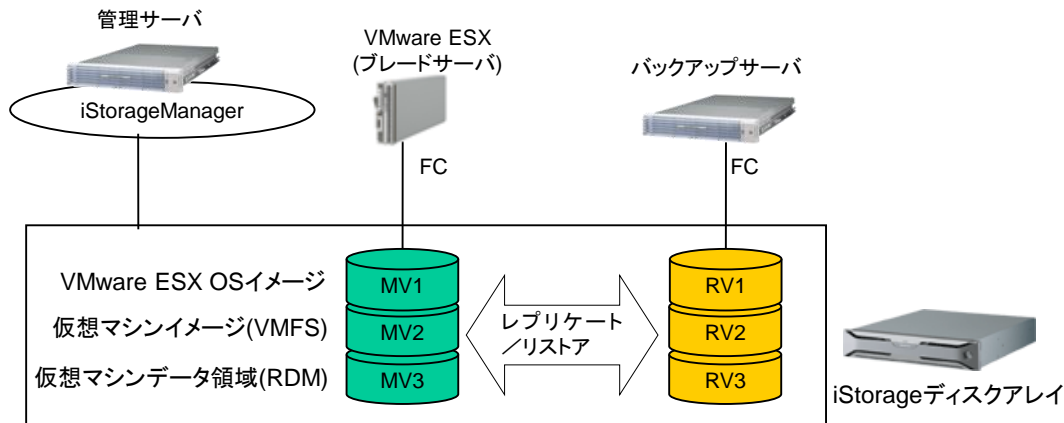 管理サーバ
iStorageManager
VMware ESX
(ブレードサーバ)
バックアップサーバ
FC
FC
VMware ESX OSイメージ
仮想マシンイメージ(VMFS)
仮想マシンデータ領域(RDM)
MV1
MV2
MV3
レプリケート
／リストア
RV1
RV2
RV3
iStorageディスクアレイ